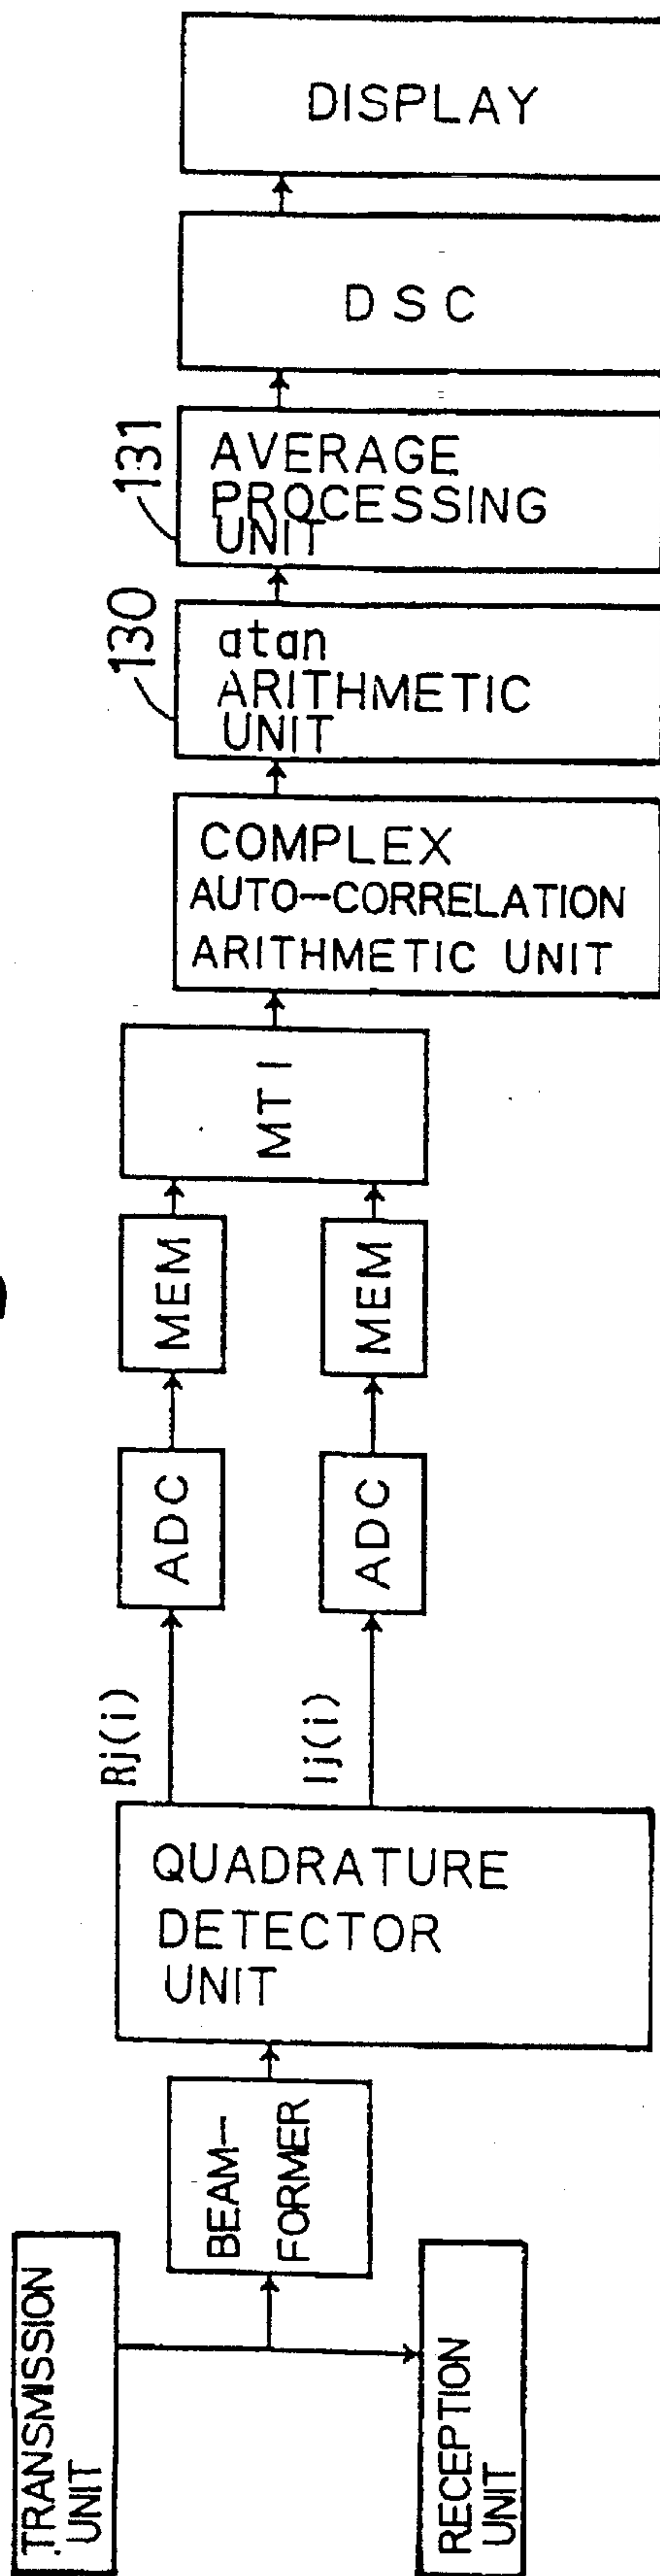 DISPLAY
DSC
131
AVERAGE
PROCESSING
UNIT
130
atan
ARITHMETIC
UNIT
COMPLEX
AUTO-CORRELATION
ARITHMETIC UNIT
MTI
MEM
MEM
ADC
ADC
Rj(i)
Ij(i)
QUADRATURE
DETECTOR
UNIT
BEAM-
FORMER
TRANSMISSION
UNIT
RECEPTION
UNIT